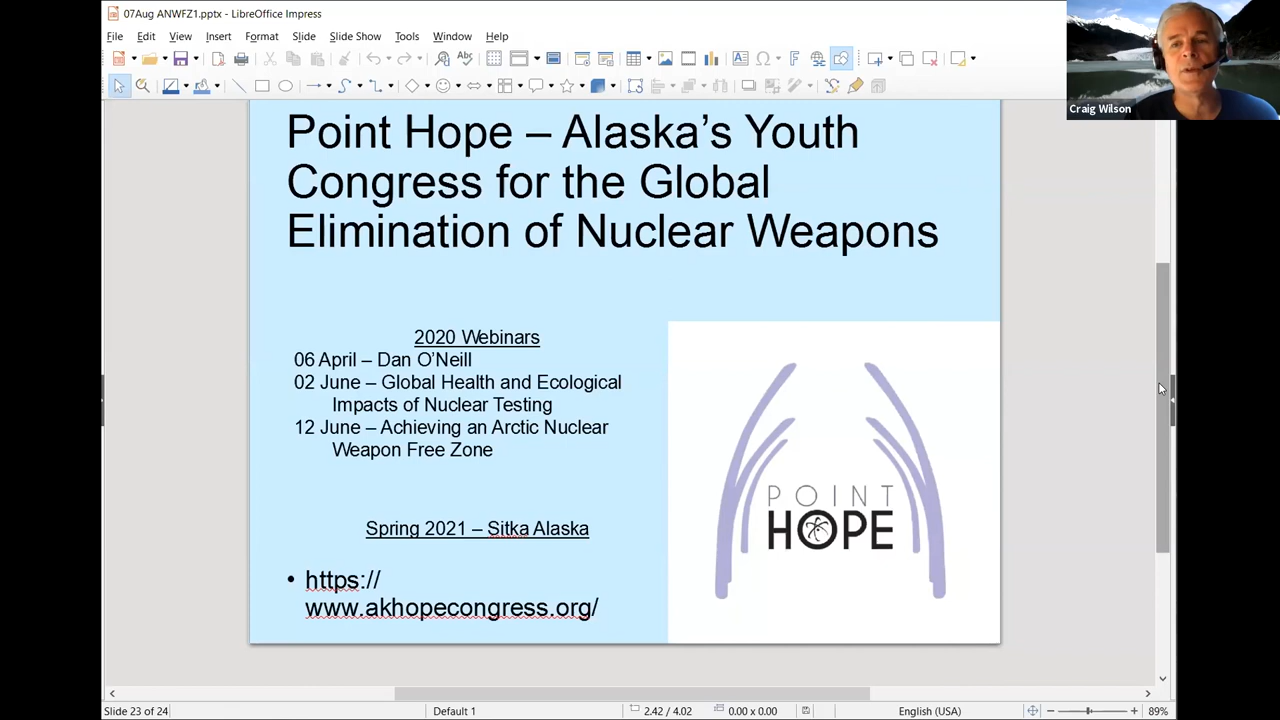 07Aug ANWFZ1.pptx - LibreOffice Impress
File Edit View Insert Format Slide Slide Show Tools Window Help
Craig Wilson
Point Hope – Alaska’s Youth
Congress for the Global
Elimination of Nuclear Weapons
2020 Webinars
06 April – Dan O’Neill
02 June – Global Health and Ecological
Impacts of Nuclear Testing
12 June – Achieving an Arctic Nuclear
Weapon Free Zone
Spring 2021 – Sitka Alaska
• https://
www.akhopecongress.org/
POINT
HOPE
Slide 23 of 24 Default 1 2.42 / 4.02 0.00 x 0.00 English (USA) 89%